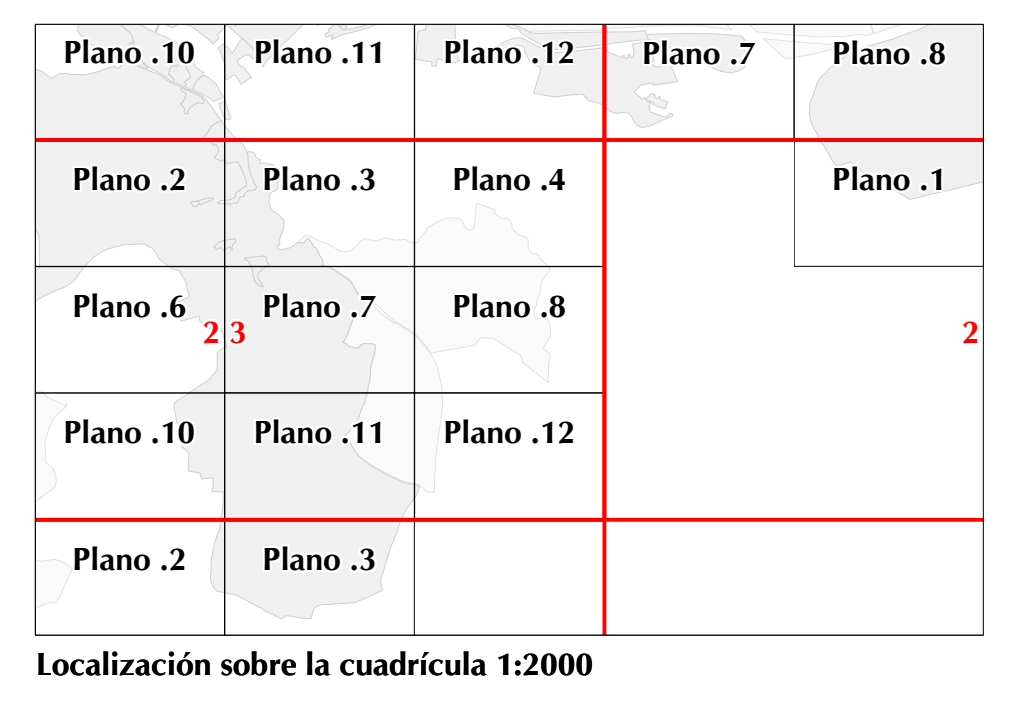 Plano .10 Plano .11 Plano .12 Plano .7 Plano .8
Plano .2 Plano .3 Plano .4 Plano .1
Plano .6 Plano .7 Plano .8
2 3 2
Plano .10 Plano .11 Plano .12
Plano .2 Plano .3
Localización sobre la cuadrícula 1:2000